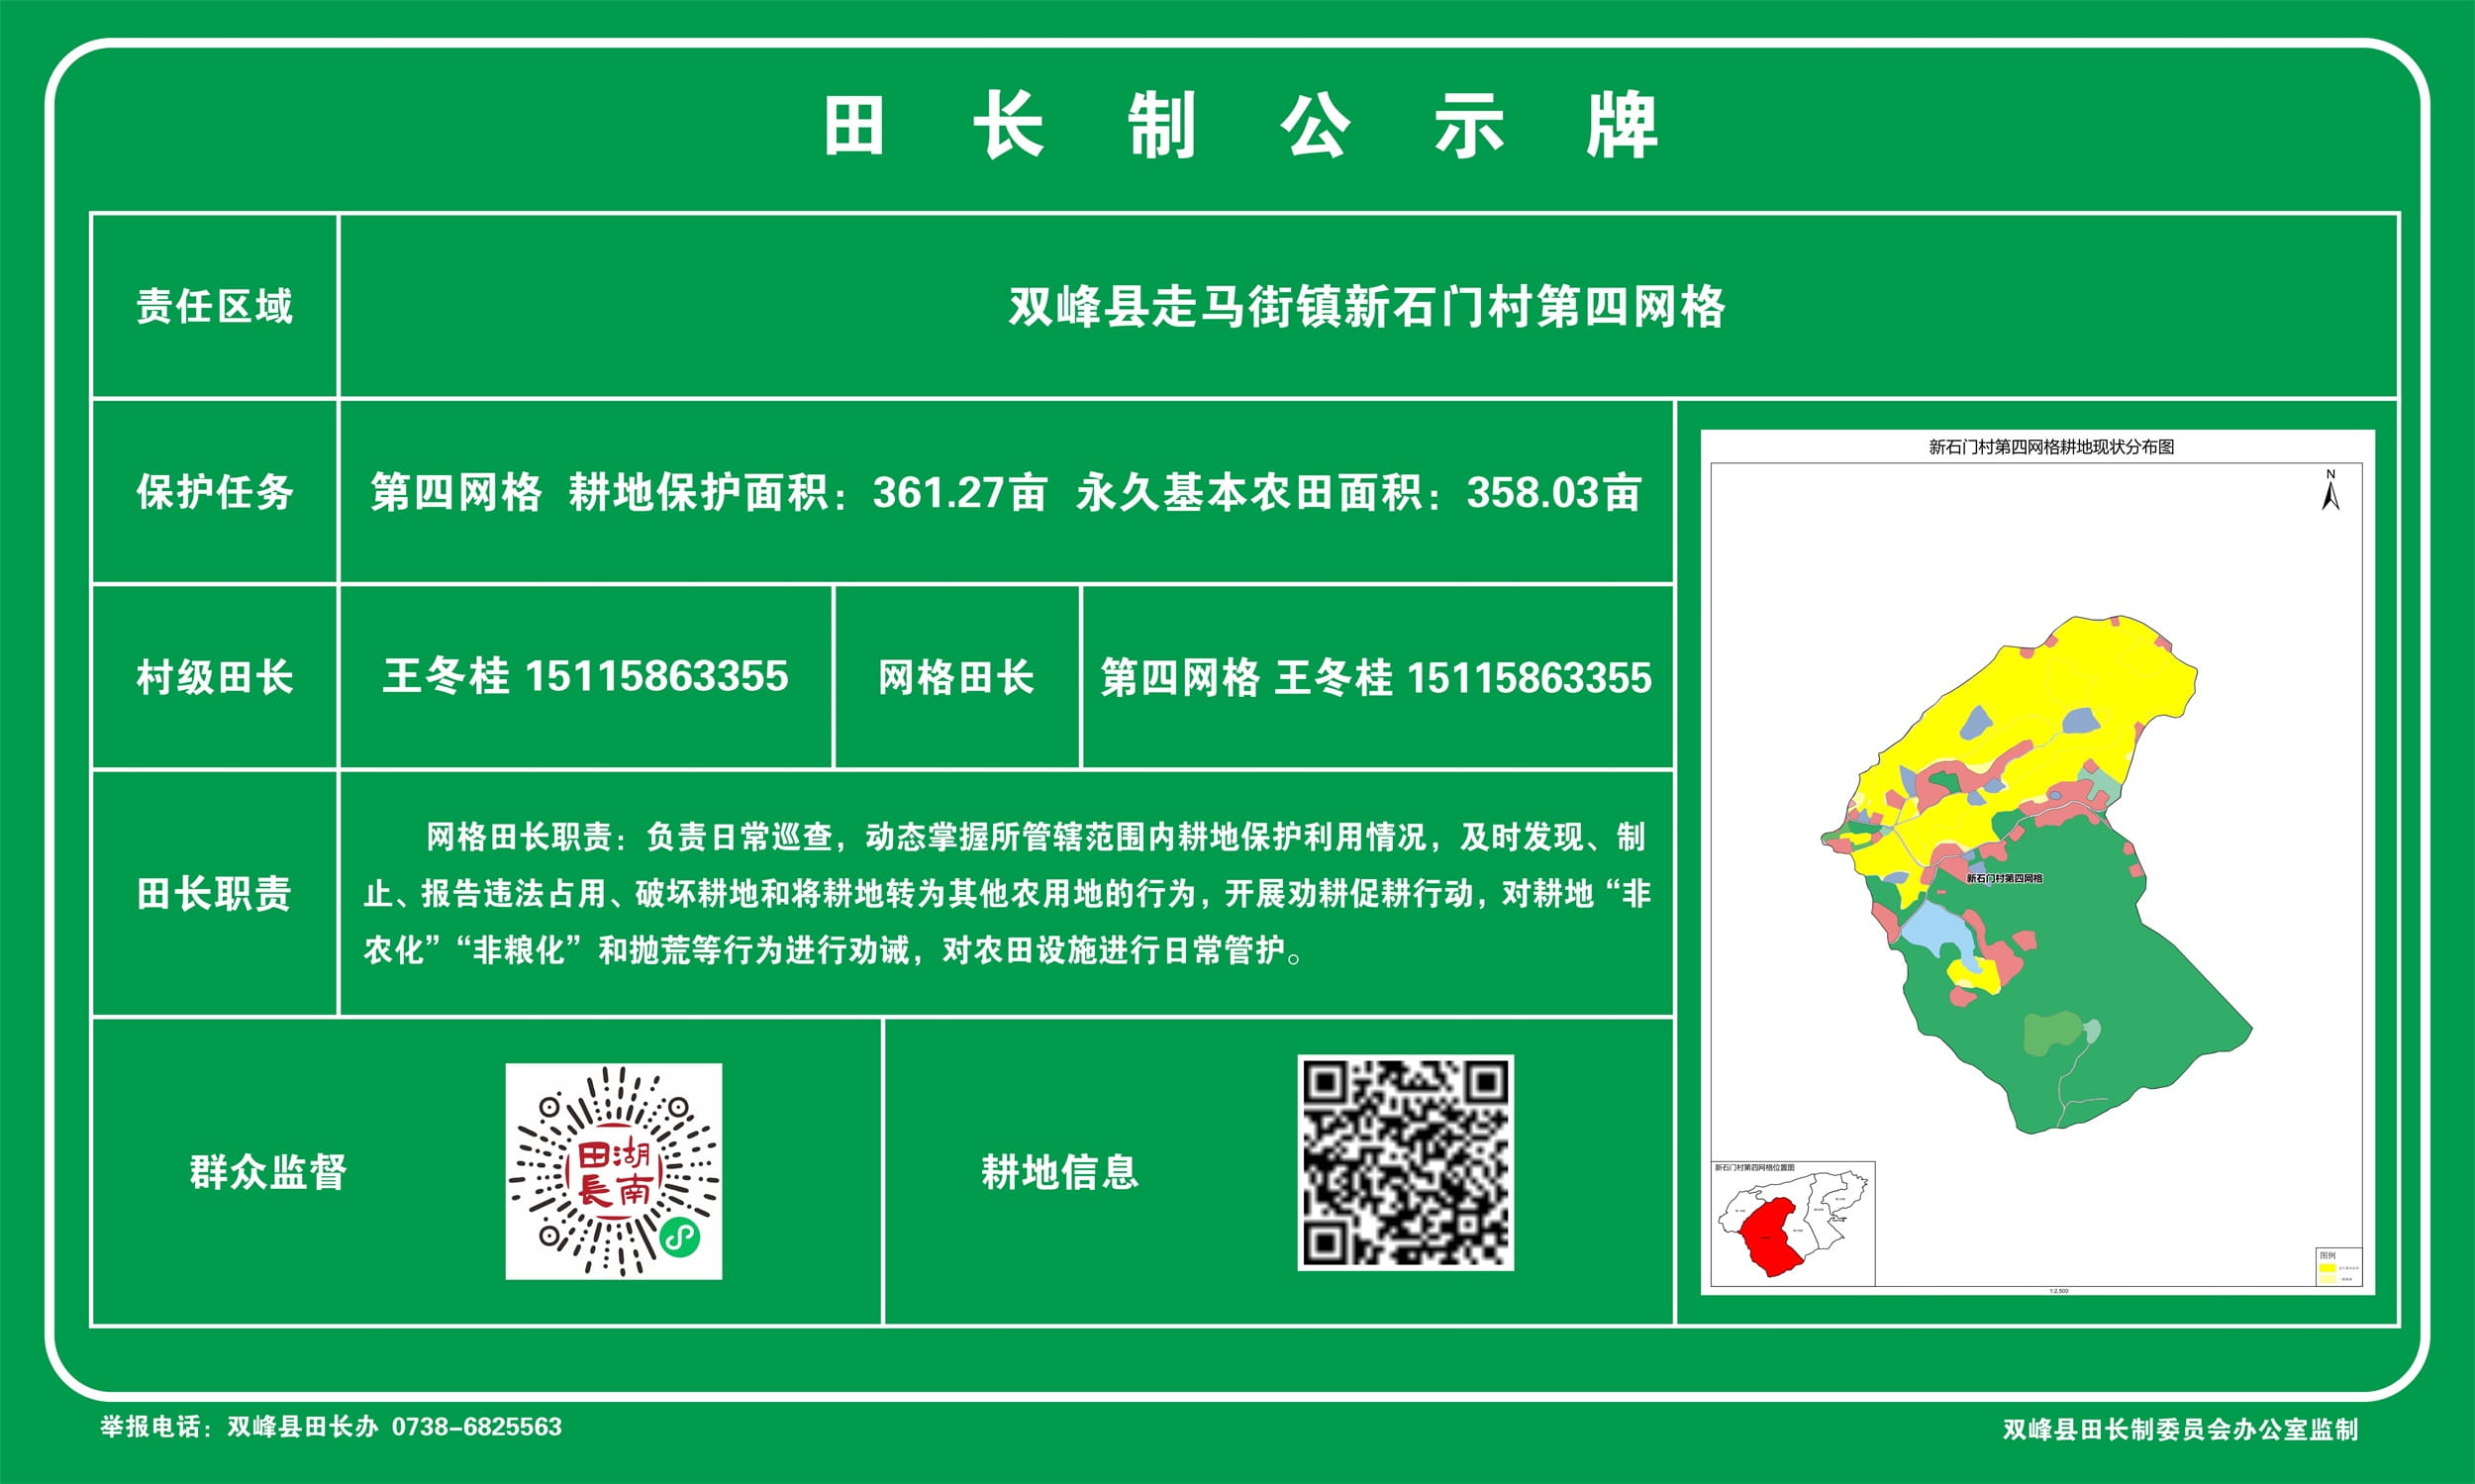 田长制公示牌
责任区域
双峰县走马街镇新石门村第四网格
保护任务
第四网格 耕地保护面积：361.27亩 永久基本农田面积：358.03亩
村级田长
王冬桂 15115863355
网格田长
第四网格 王冬桂 15115863355
田长职责
网格田长职责：负责日常巡查，动态掌握所管辖范围内耕地保护利用情况，及时发现、制
止、报告违法占用、破坏耕地和将耕地转为其他农用地的行为，开展劝耕促耕行动，对耕地“非
农化”“非粮化”和抛荒等行为进行劝诫，对农田设施进行日常管护。
群众监督
湖南
田長
耕地信息
新石门村第四网格耕地现状分布图
N
新石门村第四网格
新石门村第四网格位置图
图例
1:2,500
举报电话：双峰县田长办 0738-6825563
双峰县田长制委员会办公室监制